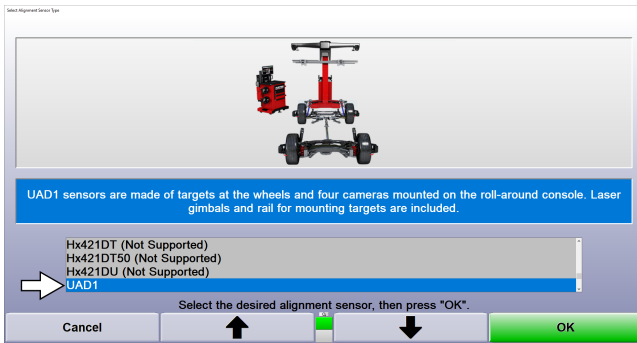 Select Alignment Sensor Type
UAD1 sensors are made of targets at the wheels and four cameras mounted on the roll-around console. Laser
gimbals and rail for mounting targets are included.
Hx421DT (Not Supported)
Hx421DT50 (Not Supported)
Hx421DU (Not Supported)
UAD1
Select the desired alignment sensor, then press "OK".
Cancel
OK